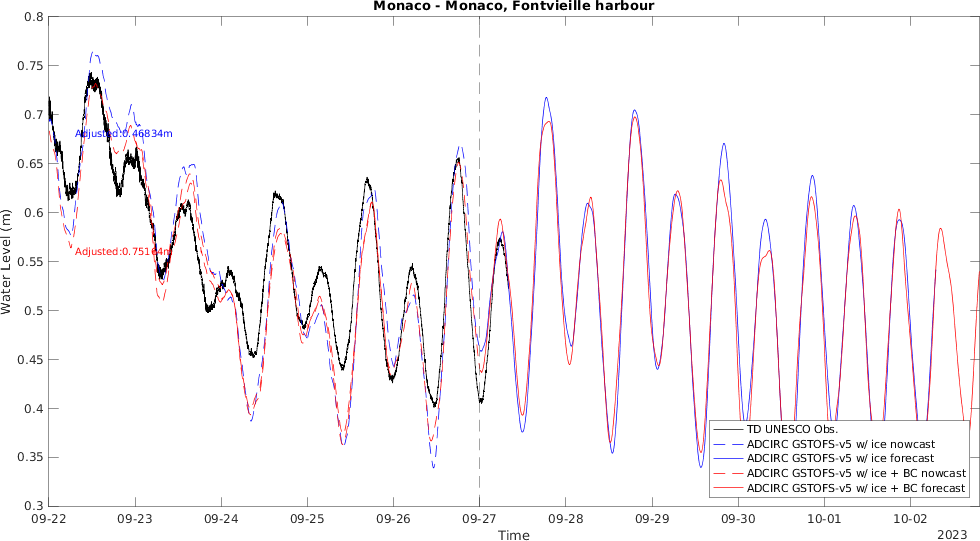 Monaco - Monaco, Fontvieille harbour
0.8
0.75
0.7
0.65
0.6
0.55
0.5
0.45
0.4
0.35
0.3
Water Level (m)
Adjusted:0.46834m
Adjusted:0.75164m
TD UNESCO Obs.
ADCIRC GSTOFS-v5 w/ ice nowcast
ADCIRC GSTOFS-v5 w/ ice forecast
ADCIRC GSTOFS-v5 w/ ice + BC nowcast
ADCIRC GSTOFS-v5 w/ ice + BC forecast
09-22 09-23 09-24 09-25 09-26 09-27 09-28 09-29 09-30 10-01 10-02
Time
2023